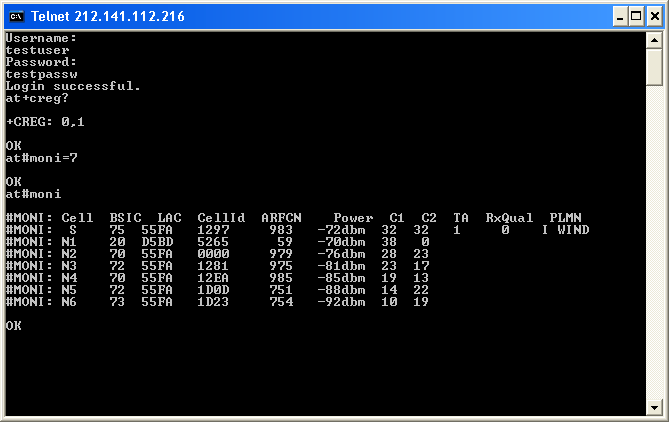 Telnet 212.141.112.216
Username:
testuser
Password:
testpassw
Login successful.
at+creg?
+CREG: 0,1
OK
at#moni=7
OK
at#moni
#MONI: Cell BSIC LAC CellId ARFCN Power C1 C2 TA RxQual PLMN
#MONI: S 75 55FA 1297 983 -72dbm 32 32 1 0 I WIND
#MONI: N1 20 D5BD 5265 59 -70dbm 38 0
#MONI: N2 70 55FA 0000 979 -76dbm 28 23
#MONI: N3 72 55FA 1281 975 -81dbm 23 17
#MONI: N4 70 55FA 12EA 985 -85dbm 19 13
#MONI: N5 72 55FA 1D0D 751 -88dbm 14 22
#MONI: N6 73 55FA 1D23 754 -92dbm 10 19
OK